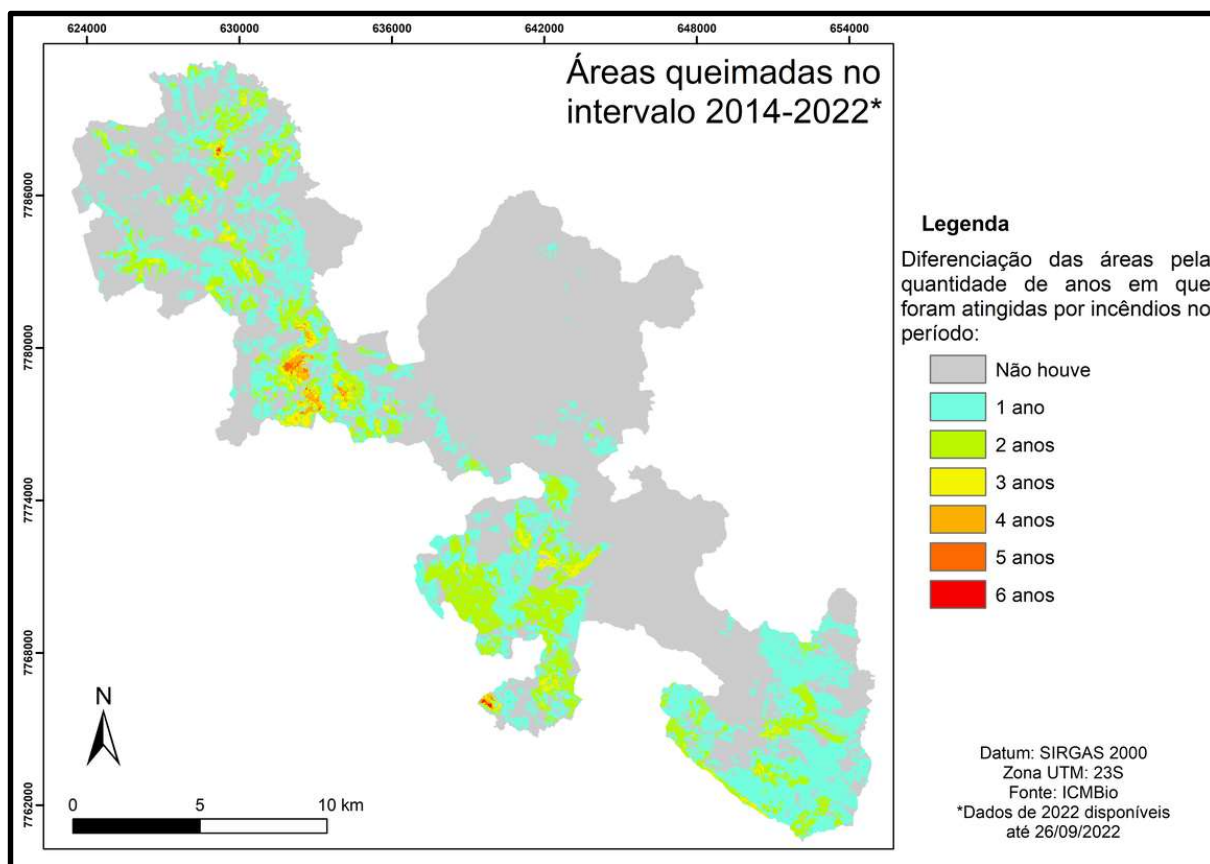 624000 630000 636000 642000 648000 654000
Áreas queimadas no
intervalo 2014-2022*
7786000
7780000
7774000
7768000
7762000
Legenda
Diferenciação das áreas pela
quantidade de anos em que
foram atingidas por incêndios no
período:
Não houve
1 ano
2 anos
3 anos
4 anos
5 anos
6 anos
N
0 5 10 km
Datum: SIRGAS 2000
Zona UTM: 23S
Fonte: ICMBio
*Dados de 2022 disponíveis
até 26/09/2022